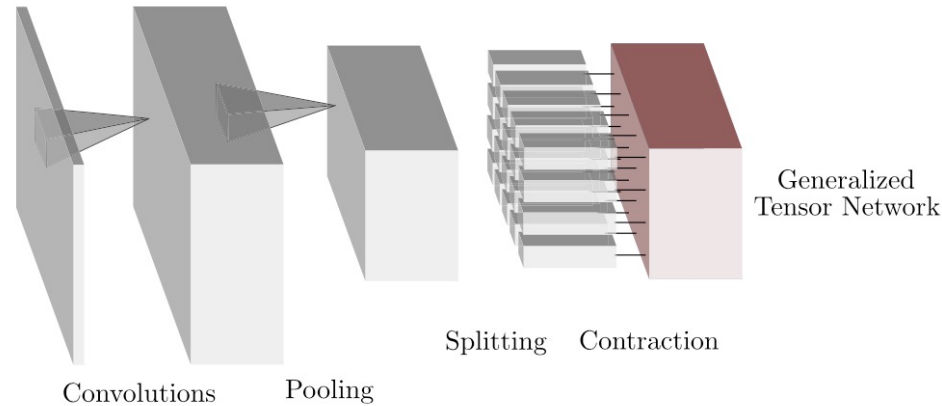 Generalized
Tensor Network
Splitting
Contraction
Convolutions
Pooling